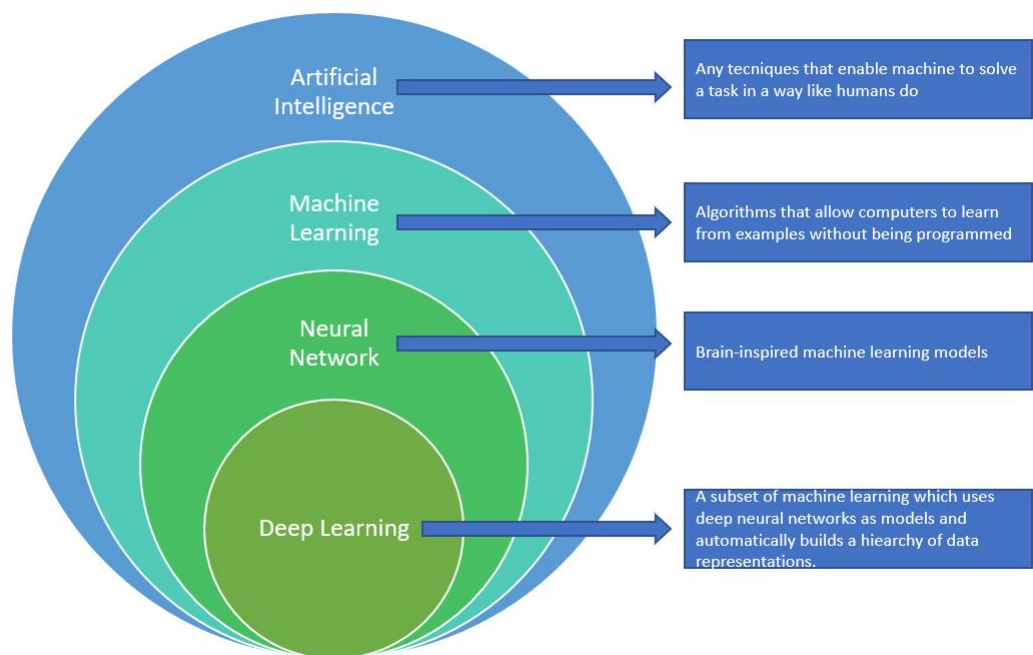 Artificial
Intelligence
Any tecniques that enable machine to solve
a task in a way like humans do
Machine
Learning
Algorithms that allow computers to learn
from examples without being programmed
Neural
Network
Brain-inspired machine learning models
Deep Learning
A subset of machine learning which uses
deep neural networks as models and
automatically builds a hiearchy of data
representations.